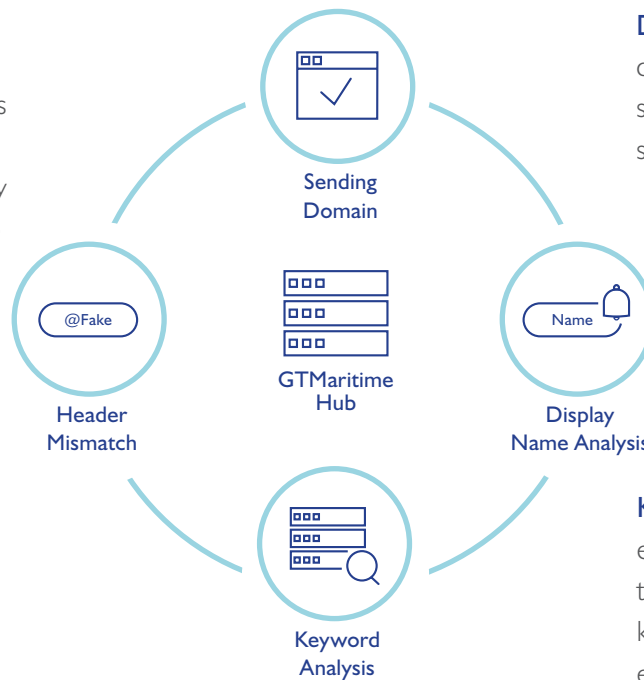 Sending
Domain
@Fake
Header
Mismatch
GTMaritime
Hub
Name
Display
Name Analysis
Keyword
Analysis